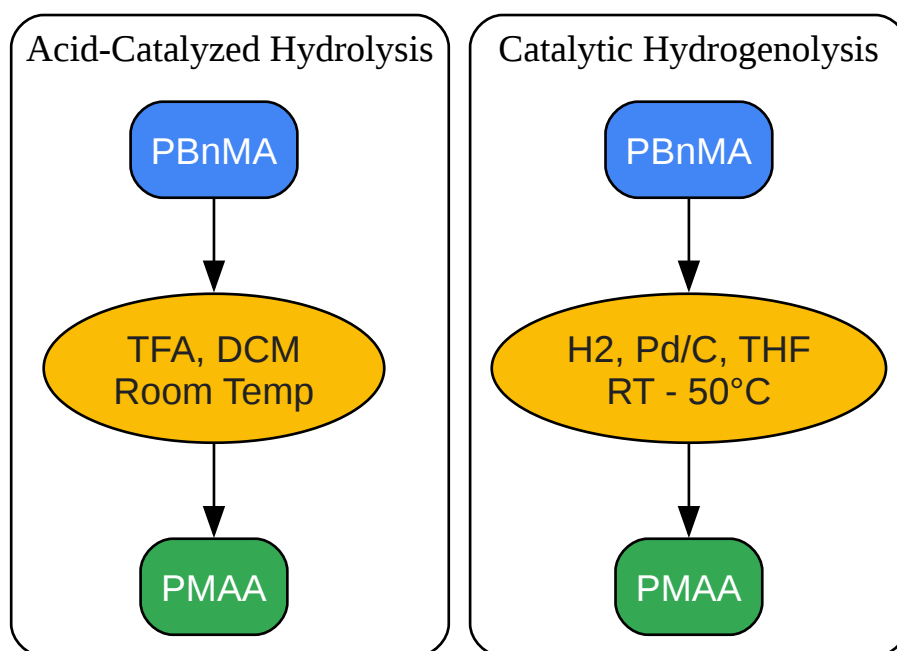 Acid-Catalyzed Hydrolysis
PBnMA
TFA, DCM
Room Temp
PMAA
Catalytic Hydrogenolysis
PBnMA
H2, Pd/C, THF
RT - 50°C
PMAA